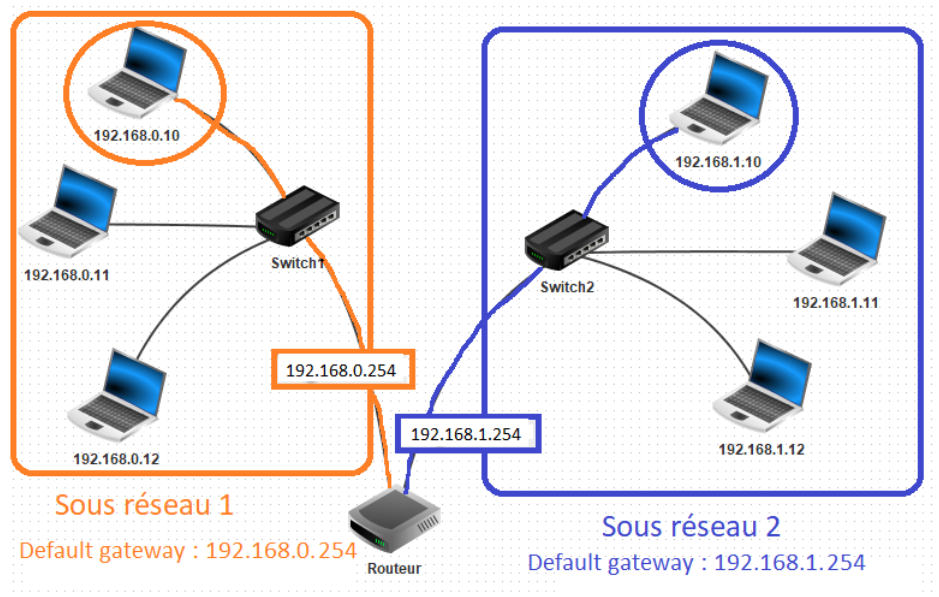 192.168.0.10
192.168.0.11
Switch1
192.168.0.254
192.168.0.12
Sous réseau 1
Default gateway : 192.168.0.254
Routeur
192.168.1.10
Switch2
192.168.1.11
192.168.1.254
192.168.1.12
Sous réseau 2
Default gateway : 192.168.1.254